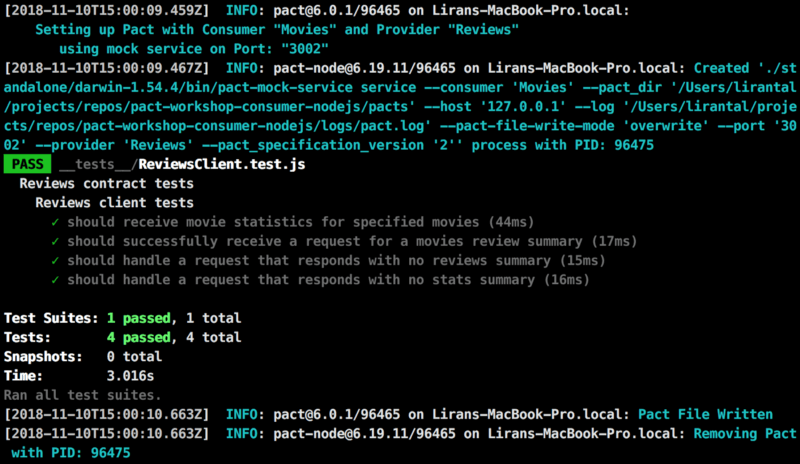 [2018-11-10T15:00:09.459Z]  INFO: pact@6.0.1/96465 on Lirans-MacBook-Pro.local:
Setting up Pact with Consumer "Movies" and Provider "Reviews"
using mock service on Port: "3002"
[2018-11-10T15:00:09.467Z]  INFO: pact-node@6.19.11/96465 on Lirans-MacBook-Pro.local: Created './st
andalone/darwin-1.54.4/bin/pact-mock-service service --consumer 'Movies' --pact_dir '/Users/lirantal
/projects/repos/pact-workshop-consumer-nodejs/pacts' --host '127.0.0.1' --log '/Users/lirantal/proje
cts/repos/pact-workshop-consumer-nodejs/logs/pact.log' --pact-file-write-mode 'overwrite' --port '30
02' --provider 'Reviews' --pact_specification_version '2'' process with PID: 96475
PASS __tests__/ReviewsClient.test.js
Reviews contract tests
Reviews client tests
✓ should receive movie statistics for specified movies (44ms)
✓ should successfully receive a request for a movies review summary (17ms)
✓ should handle a request that responds with no reviews summary (15ms)
✓ should handle a request that responds with no stats summary (16ms)
Test Suites: 1 passed, 1 total
Tests:       4 passed, 4 total
Snapshots:   0 total
Time:        3.016s
Ran all test suites.
[2018-11-10T15:00:10.663Z]  INFO: pact@6.0.1/96465 on Lirans-MacBook-Pro.local: Pact File Written
[2018-11-10T15:00:10.663Z]  INFO: pact-node@6.19.11/96465 on Lirans-MacBook-Pro.local: Removing Pact
with PID: 96475